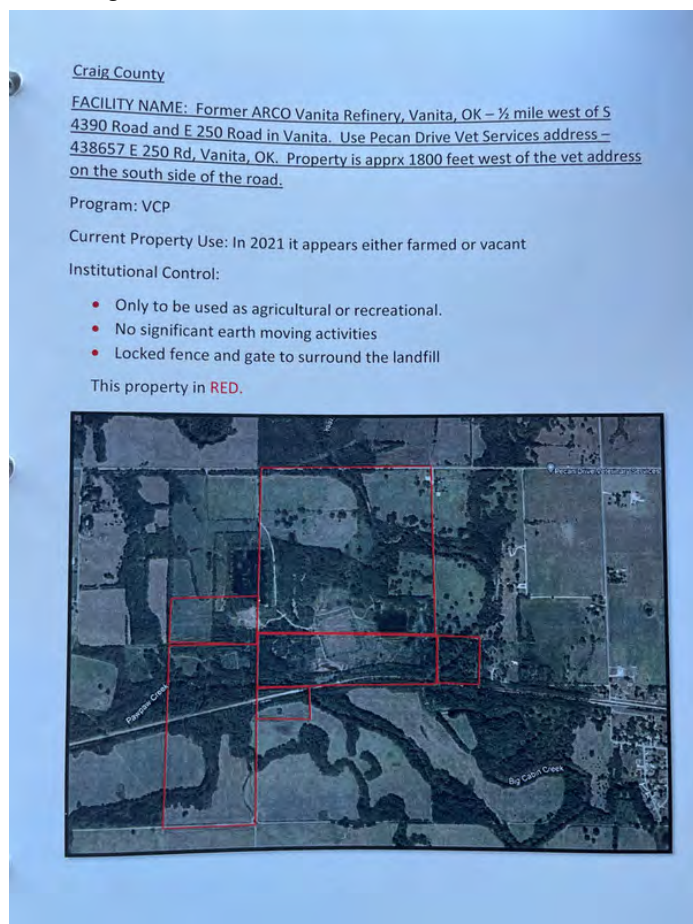 Craig County
FACILITY NAME: Former ARCO Vanita Refinery, Vanita, OK – ½ mile west of S
4390 Road and E 250 Road in Vanita. Use Pecan Drive Vet Services address –
438657 E 250 Rd, Vanita, OK. Property is apprx 1800 feet west of the vet address
on the south side of the road.
Program: VCP
Current Property Use: In 2021 it appears either farmed or vacant
Institutional Control:
• Only to be used as agricultural or recreational.
• No significant earth moving activities
• Locked fence and gate to surround the landfill
This property in RED.
Pecan Drive Veterinary Services
Pawpaw Creek
Big Cabin Creek